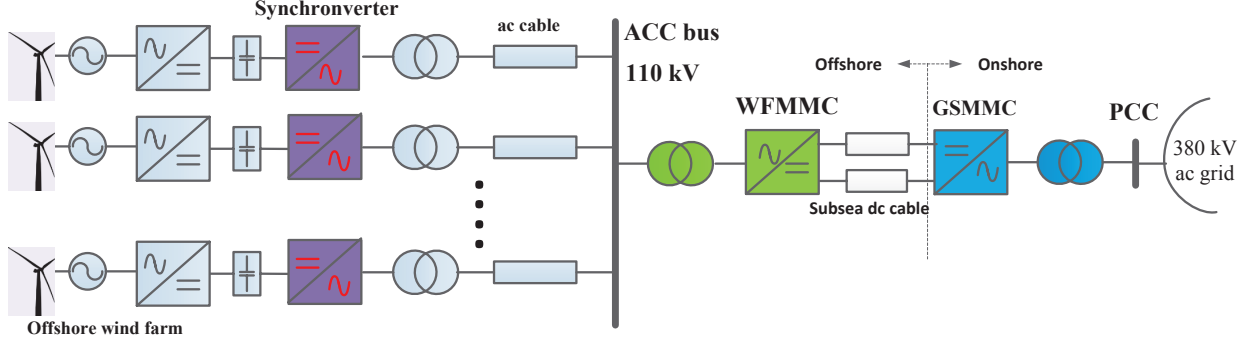 Synchronverter
ac cable
ACC bus
110 kV
Offshore
Onshore
WFMMC
GSMMC
PCC
380 kV
ac grid
Subsea dc cable
Offshore wind farm